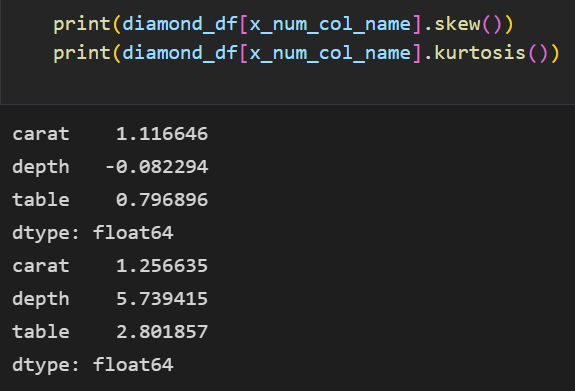 print(diamond_df[x_num_col_name].skew())
print(diamond_df[x_num_col_name].kurtosis())
carat    1.116646
depth   -0.082294
table    0.796896
dtype: float64
carat    1.256635
depth    5.739415
table    2.801857
dtype: float64